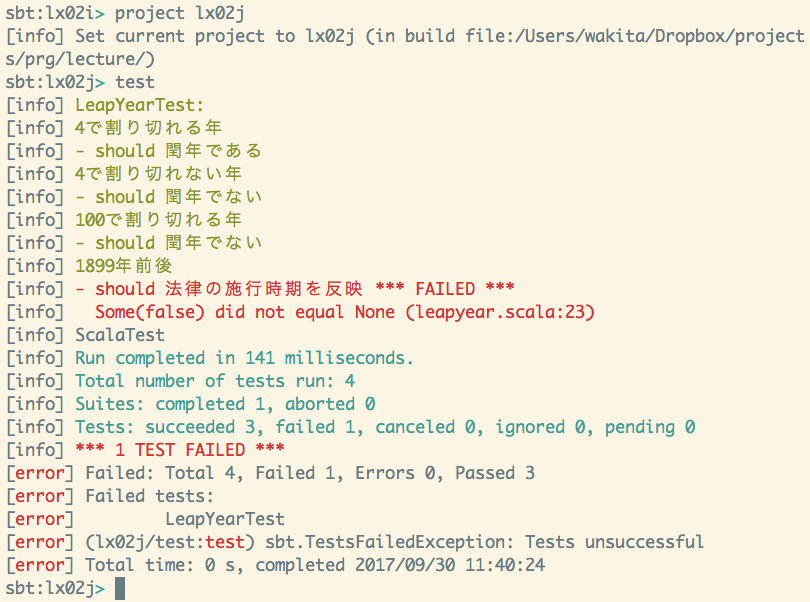 sbt:lx02i> project lx02j
[info] Set current project to lx02j (in build file:/Users/wakita/Dropbox/project
s/prg/lecture/)
sbt:lx02j> test
[info] LeapYearTest:
[info] 4で割り切れる年
[info] - should 閏年である
[info] 4で割り切れない年
[info] - should 閏年でない
[info] 100で割り切れる年
[info] - should 閏年でない
[info] 1899年前後
[info] - should 法律の施行時期を反映 *** FAILED ***
[info]   Some(false) did not equal None (leapyear.scala:23)
[info] ScalaTest
[info] Run completed in 141 milliseconds.
[info] Total number of tests run: 4
[info] Suites: completed 1, aborted 0
[info] Tests: succeeded 3, failed 1, canceled 0, ignored 0, pending 0
[info] *** 1 TEST FAILED ***
[error] Failed: Total 4, Failed 1, Errors 0, Passed 3
[error] Failed tests:
[error]         LeapYearTest
[error] (lx02j/test:test) sbt.TestsFailedException: Tests unsuccessful
[error] Total time: 0 s, completed 2017/09/30 11:40:24
sbt:lx02j>